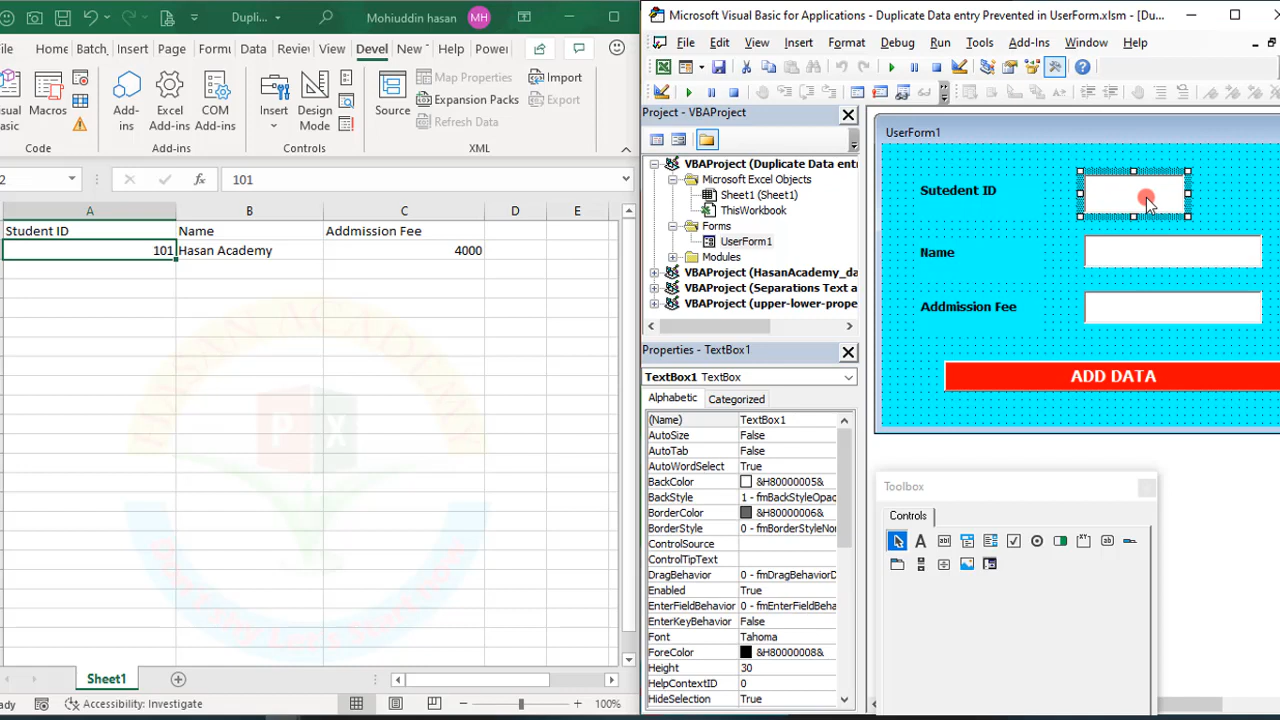 Dupli...
Mohiuddin hasan
MH
Home
Batch
Insert
Page
Formu
Data
Review
View
Devel
New
Help
Power
Macros
Code
Add-
ins
Excel
Add-ins
COM
Add-ins
Add-ins
Insert
Design
Mode
Controls
Source
Map Properties
Expansion Packs
Refresh Data
Import
Export
XML
101
A B C D E
Student ID Name Addmission Fee
101 Hasan Academy 4000
Sheet1
Accessibility: Investigate
100%
Microsoft Visual Basic for Applications - Duplicate Data entry Prevented in UserForm.xlsm - [Du...
File Edit View Insert Format Debug Run Tools Add-Ins Window Help
Project - VBAProject
VBAProject (Duplicate Data entr
Microsoft Excel Objects
Sheet1 (Sheet1)
ThisWorkbook
Forms
UserForm1
Modules
VBAProject (HasanAcademy_da
VBAProject (Separations Text a
VBAProject (upper-lower-prope
Properties - TextBox1
TextBox1 TextBox
Alphabetic Categorized
(Name) TextBox1
AutoSize False
AutoTab False
AutoWordSelect True
BackColor &H80000005&
BackStyle 1 - fmBackStyleOpaq
BorderColor &H80000006&
BorderStyle 0 - fmBorderStyleNo
ControlSource
ControlTipText
DragBehavior 0 - fmDragBehaviorD
Enabled True
EnterFieldBehavior 0 - fmEnterFieldBeha
EnterKeyBehavior False
Font Tahoma
ForeColor &H80000008&
Height 30
HelpContextID 0
HideSelection True
UserForm1
Sutedent ID
Name
Addmission Fee
ADD DATA
Toolbox
Controls